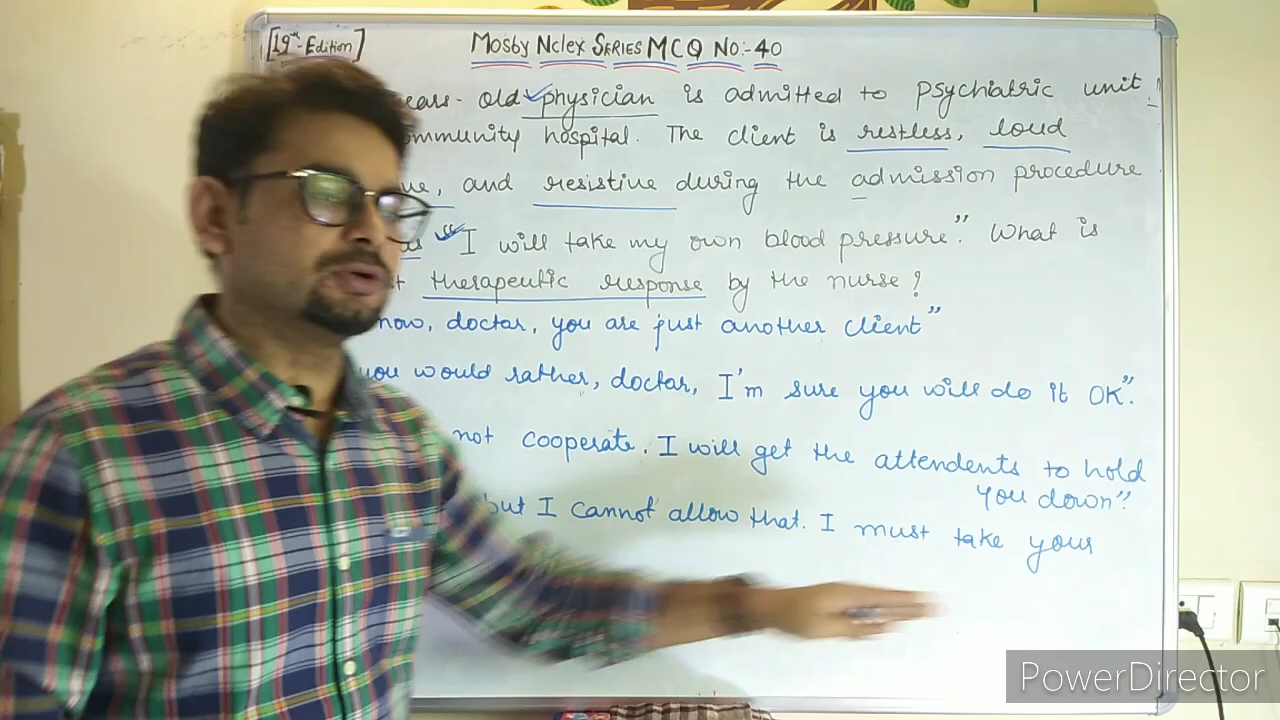 [19th Edition] Mosby Nclex Series MCQ No:- 40
years- old physician is admitted to psychiatric unit
community hospital. The client is restless, loud
and resistive during the admission procedure
"I will take my own blood pressure". What is
therapeutic response by the nurse?
now, doctor, you are just another client"
you would rather, doctar, I'm sure you will do it OK".
not cooperate. I will get the attendents to hold
you down".
but I cannot allow that. I must take your
PowerDirector